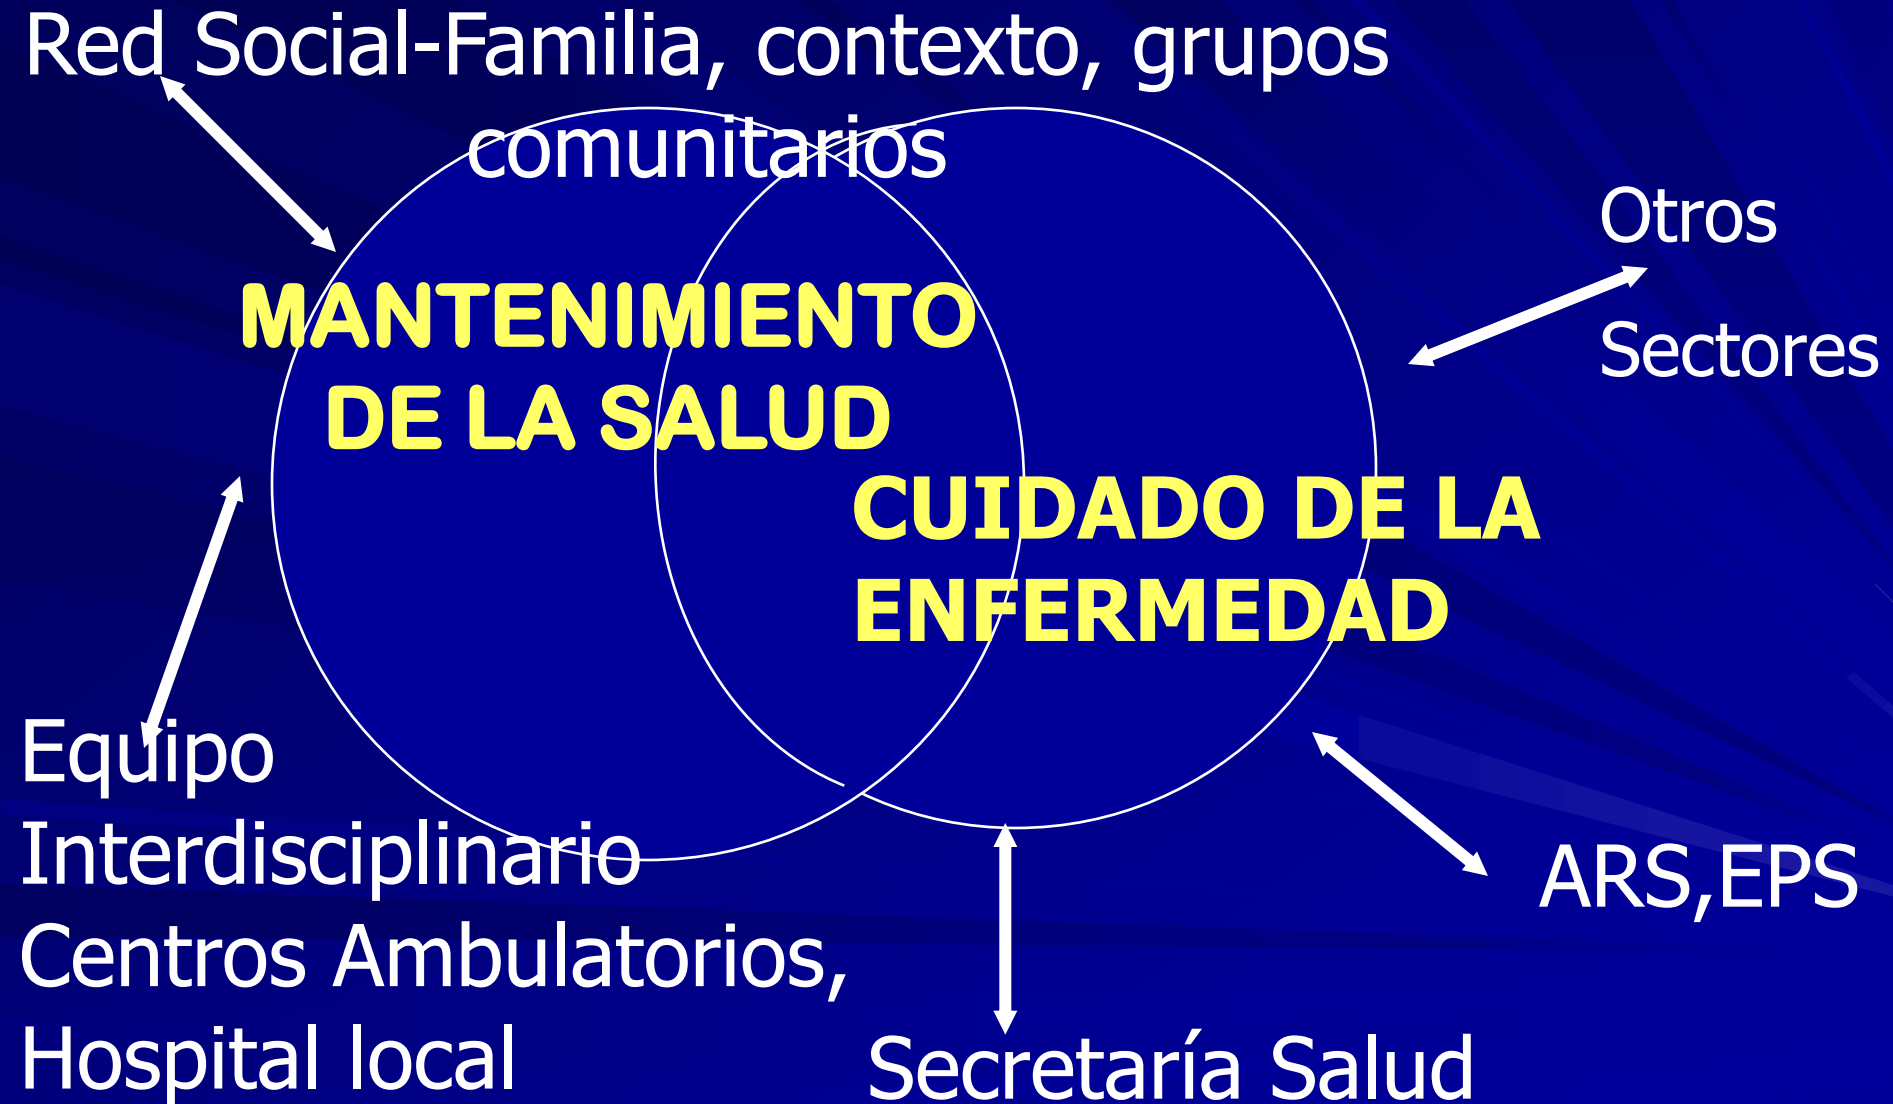 Red Social-Familia, contexto, grupos
comunitarios
Otros
Sectores
MANTENIMIENTO
DE LA SALUD
CUIDADO DE LA
ENFERMEDAD
Equipo
Interdisciplinario
Centros Ambulatorios,
Hospital local
ARS,EPS
Secretaría Salud